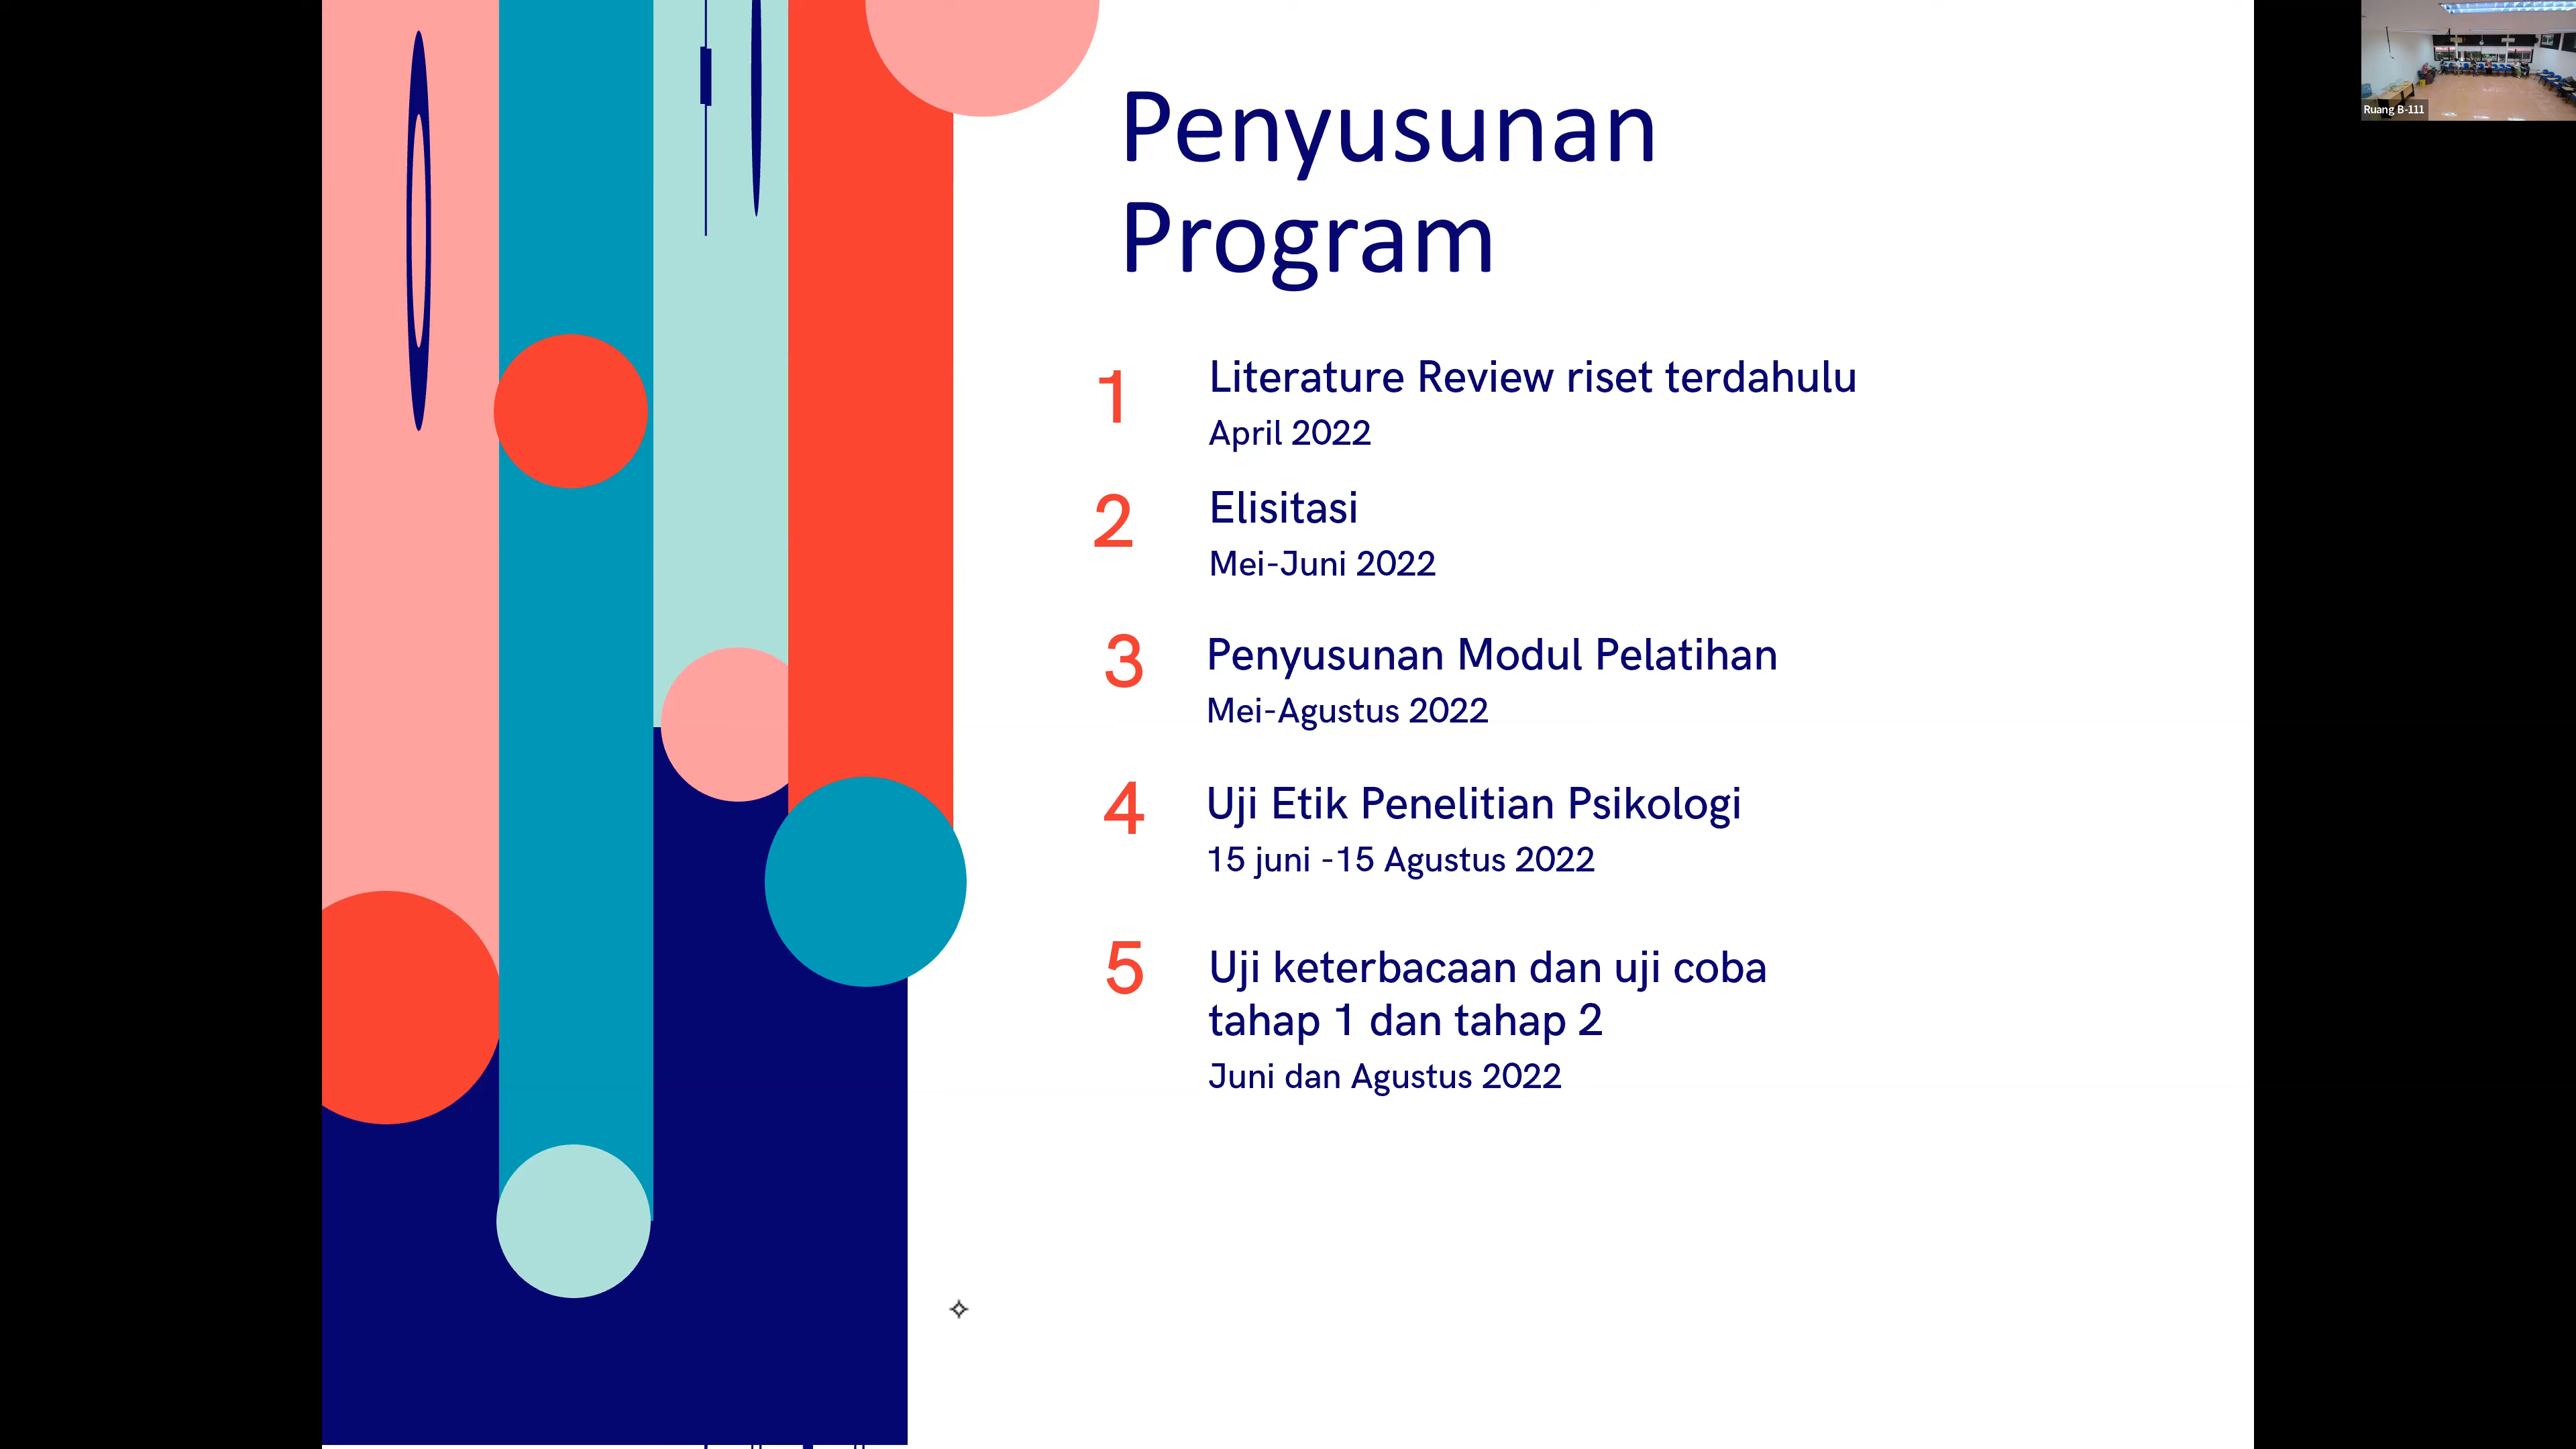 Penyusunan
Program
1
Literature Review riset terdahulu
April 2022
2
Elisitasi
Mei-Juni 2022
3
Penyusunan Modul Pelatihan
Mei-Agustus 2022
4
Uji Etik Penelitian Psikologi
15 juni -15 Agustus 2022
5
Uji keterbacaan dan uji coba
tahap 1 dan tahap 2
Juni dan Agustus 2022
Ruang B-111